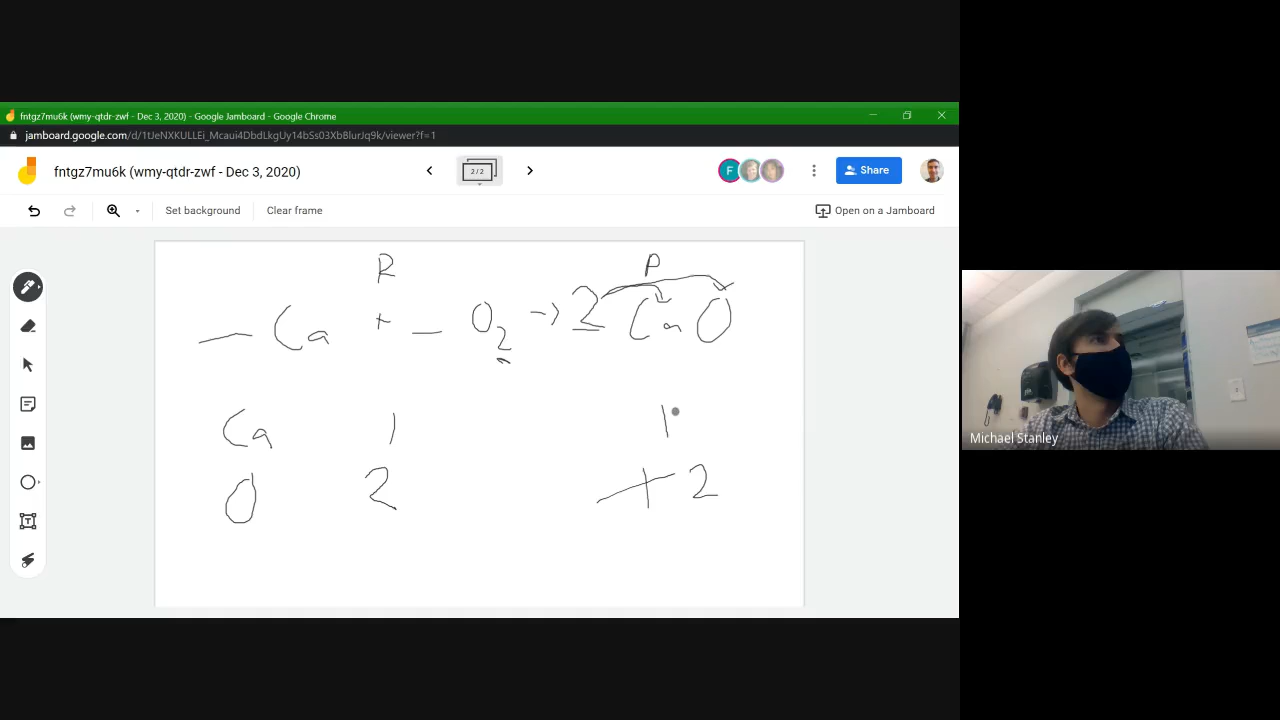 fntgz7mu6k (wmy-qtdr-zwf - Dec 3, 2020) - Google Jamboard - Google Chrome
jamboard.google.com/d/1tJeNXKULLEi_Mcaui4DbdLkgUy14bSs03XbBlurJq9k/viewer?f=1
fntgz7mu6k (wmy-qtdr-zwf - Dec 3, 2020)
2 / 2
F
Share
Set background
Clear frame
Open on a Jamboard
R P
_ Ca + _ O2 -> 2 CaO
Ca 1 1
O 2 1 2
Michael Stanley